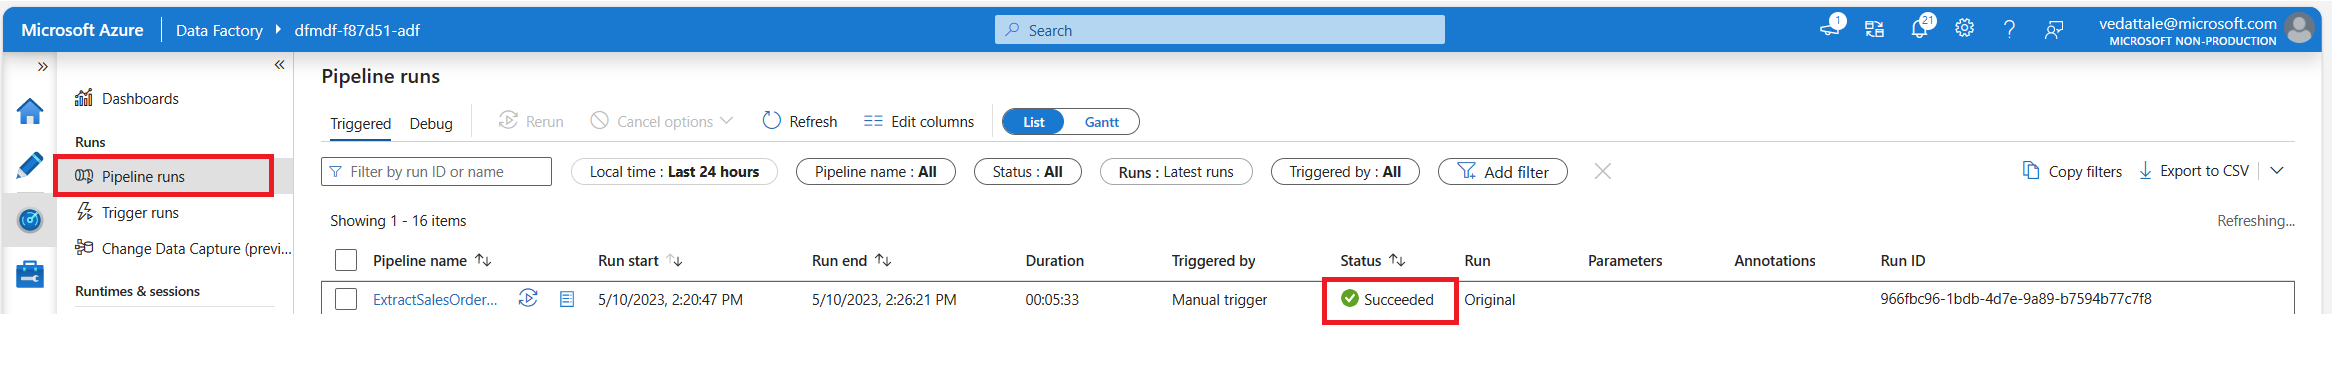 Microsoft Azure | Data Factory dfmdf-f87d51-adf Search 1 21 ? vedattale@microsoft.com
MICROSOFT NON-PRODUCTION
» «
Dashboards
Runs
Pipeline runs
Trigger runs
Change Data Capture (previ...
Runtimes & sessions
Pipeline runs
Triggered Debug Rerun Cancel options Refresh Edit columns List Gantt
Filter by run ID or name Local time : Last 24 hours Pipeline name : All Status : All Runs : Latest runs Triggered by : All Add filter Copy filters Export to CSV
Showing 1 - 16 items Refreshing...
Pipeline name Run start Run end Duration Triggered by Status Run Parameters Annotations Run ID
ExtractSalesOrder... 5/10/2023, 2:20:47 PM 5/10/2023, 2:26:21 PM 00:05:33 Manual trigger Succeeded Original 966fbc96-1bdb-4d7e-9a89-b7594b77c7f8